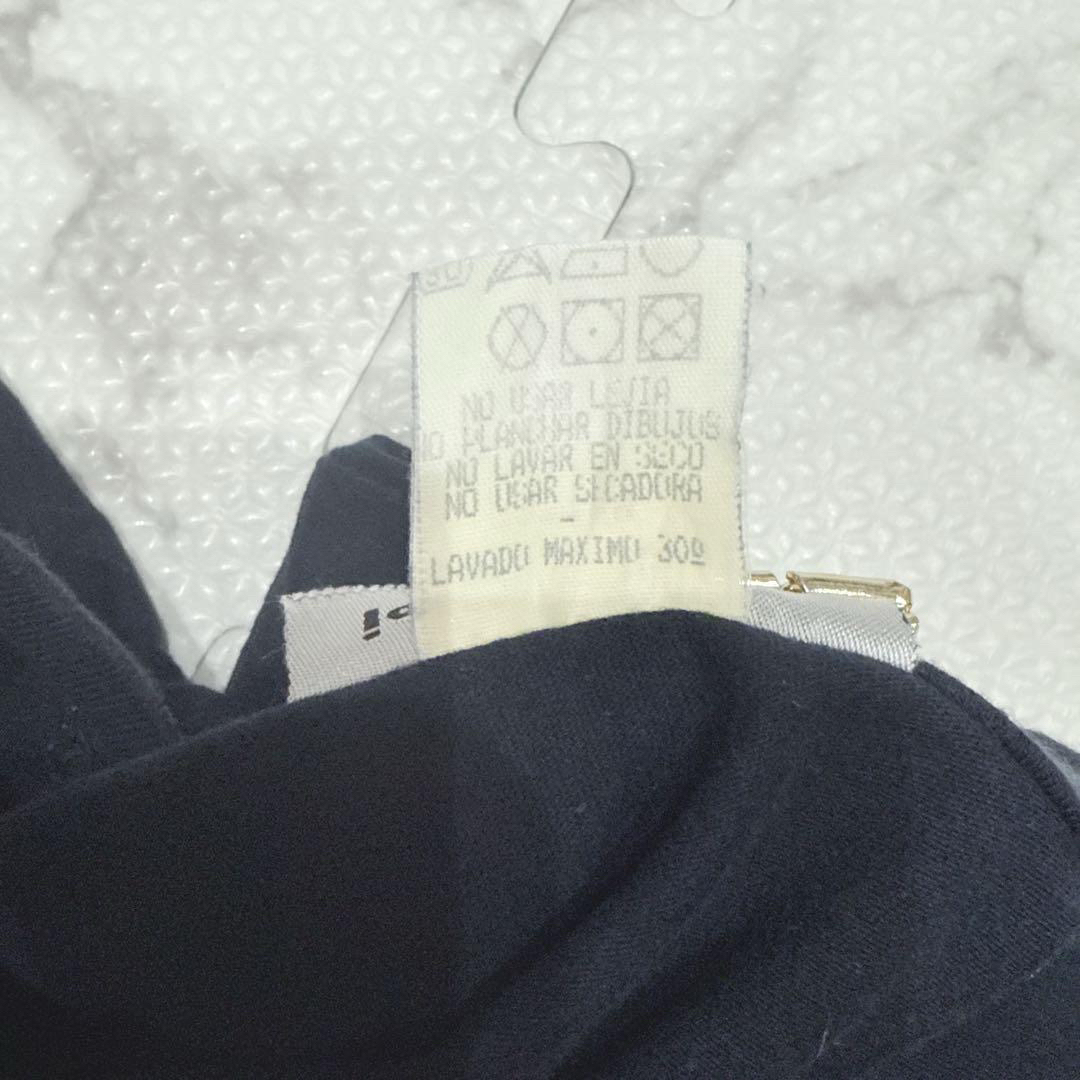 NO USAR LEJIA
NO PLANCHAR DIBUJOS
NO LAVAR EN SECO
NO USAR SECADORA
-
LAVADO MAXIMO 30º